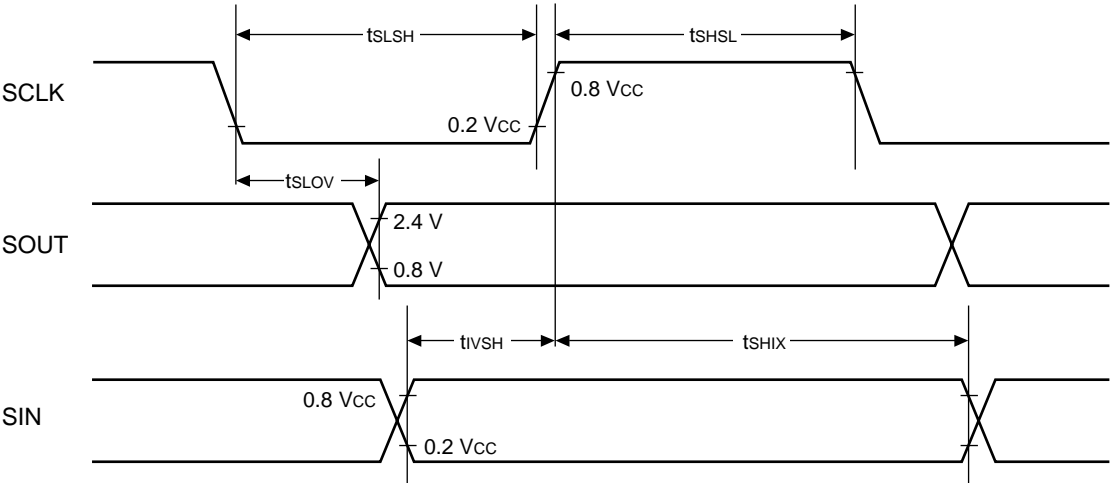 tSLSH
tSHSL
SCLK
0.8 VCC
0.2 VCC
tSLOV
SOUT
2.4 V
0.8 V
tIVSH
tSHIX
SIN
0.8 VCC
0.2 VCC